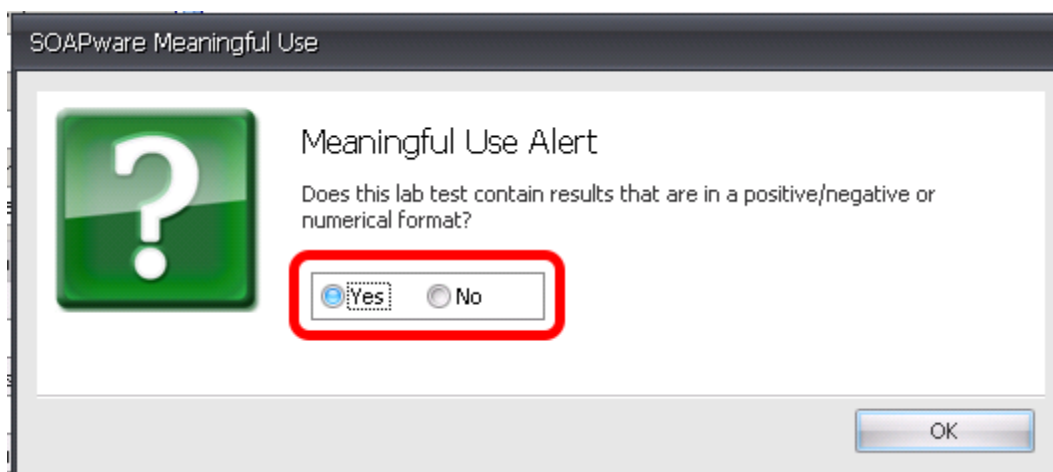 SOAPware Meaningful Use
Meaningful Use Alert
Does this lab test contain results that are in a positive/negative or
numerical format?
Yes No
OK